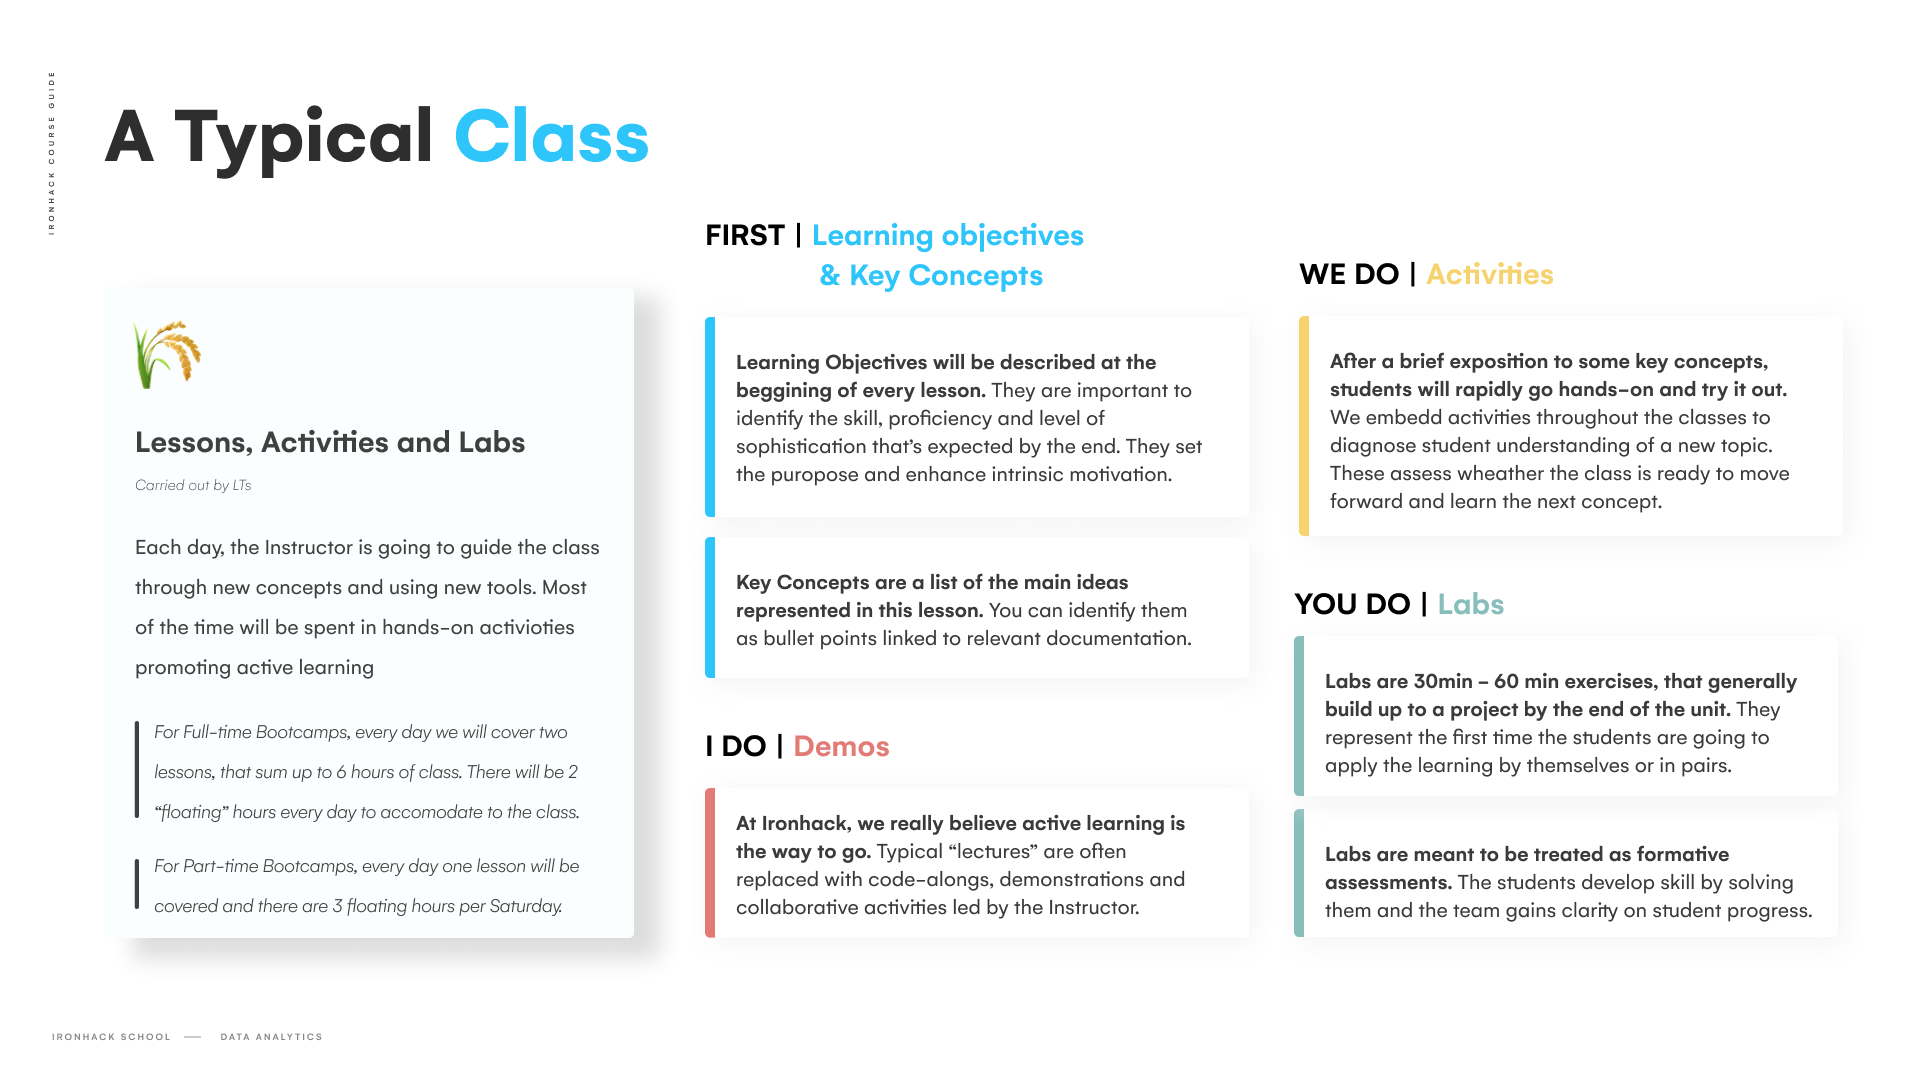 IRONHACK COURSE GUIDE
A Typical Class
Lessons, Activities and Labs
Carried out by LTs
Each day, the Instructor is going to guide the class
through new concepts and using new tools. Most
of the time will be spent in hands-on activioties
promoting active learning
For Full-time Bootcamps, every day we will cover two
lessons, that sum up to 6 hours of class. There will be 2
“floating” hours every day to accomodate to the class.
For Part-time Bootcamps, every day one lesson will be
covered and there are 3 floating hours per Saturday.
FIRST | Learning objectives
& Key Concepts
Learning Objectives will be described at the
beggining of every lesson. They are important to
identify the skill, proficiency and level of
sophistication that’s expected by the end. They set
the puropose and enhance intrinsic motivation.
Key Concepts are a list of the main ideas
represented in this lesson. You can identify them
as bullet points linked to relevant documentation.
I DO | Demos
At Ironhack, we really believe active learning is
the way to go. Typical “lectures” are often
replaced with code-alongs, demonstrations and
collaborative activities led by the Instructor.
WE DO | Activities
After a brief exposition to some key concepts,
students will rapidly go hands-on and try it out.
We embedd activities throughout the classes to
diagnose student understanding of a new topic.
These assess wheather the class is ready to move
forward and learn the next concept.
YOU DO | Labs
Labs are 30min - 60 min exercises, that generally
build up to a project by the end of the unit. They
represent the first time the students are going to
apply the learning by themselves or in pairs.
Labs are meant to be treated as formative
assessments. The students develop skill by solving
them and the team gains clarity on student progress.
IRONHACK SCHOOL — DATA ANALYTICS